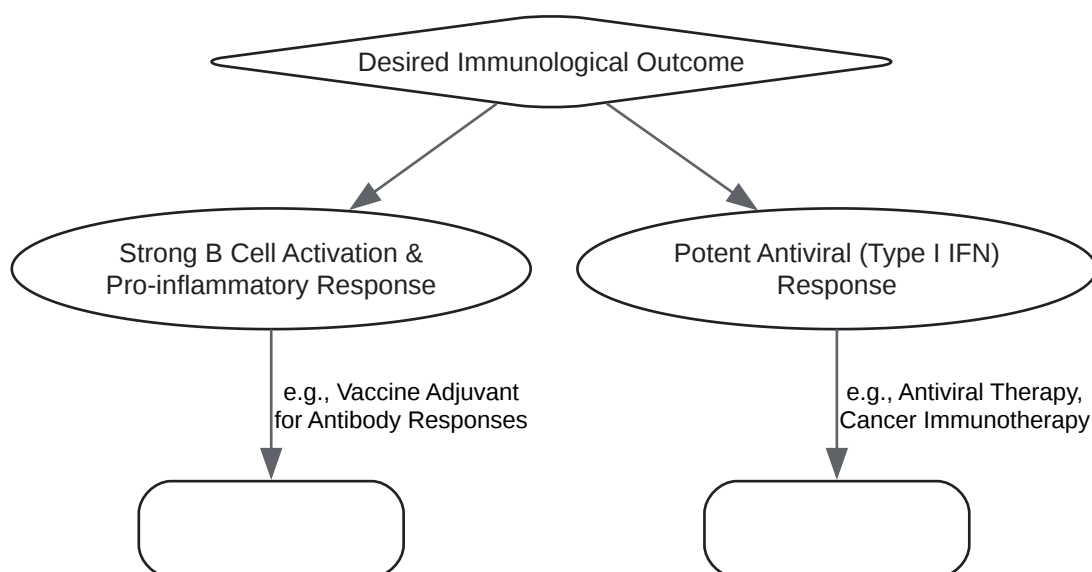 Desired Immunological Outcome
Strong B Cell Activation &
Pro-inflammatory Response
Potent Antiviral (Type I IFN)
Response
e.g., Vaccine Adjuvant
for Antibody Responses
e.g., Antiviral Therapy,
Cancer Immunotherapy